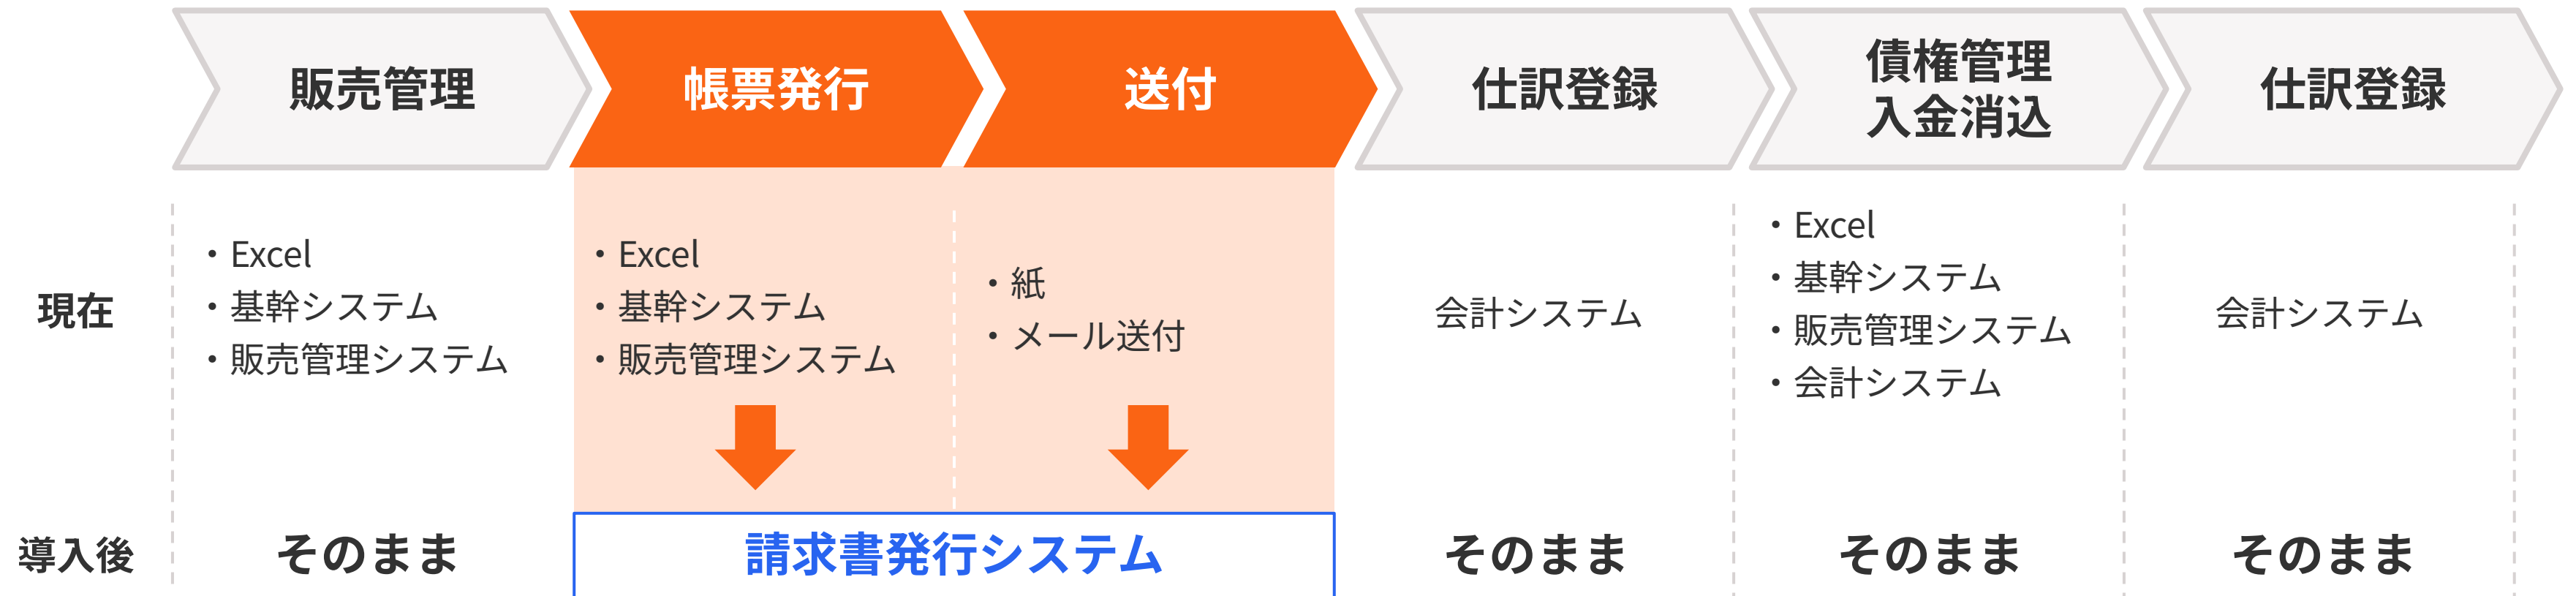 販売管理
帳票発行
送付
仕訳登録
債権管理
入金消込
仕訳登録
現在
・Excel
・基幹システム
・販売管理システム
・Excel
・基幹システム
・販売管理システム
・紙
・メール送付
会計システム
・Excel
・基幹システム
・販売管理システム
・会計システム
会計システム
導入後
そのまま
請求書発行システム
そのまま
そのまま
そのまま